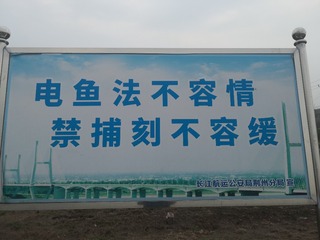 电鱼法不容情
禁捕刻不容缓
长江航运公安局荆州分局 宣